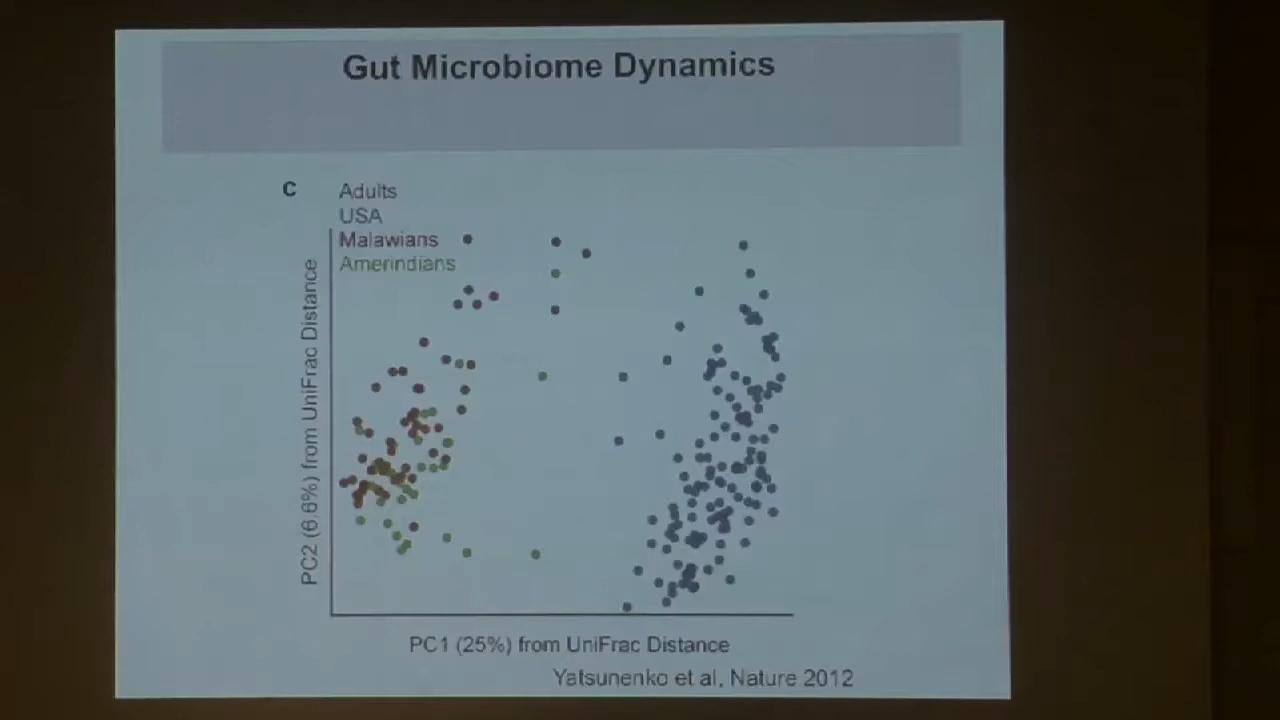 Gut Microbiome Dynamics
C
Adults
USA
Malawians
Amerindians
PC2 (6.6%) from UniFrac Distance
PC1 (25%) from UniFrac Distance
Yatsunenko et al, Nature 2012